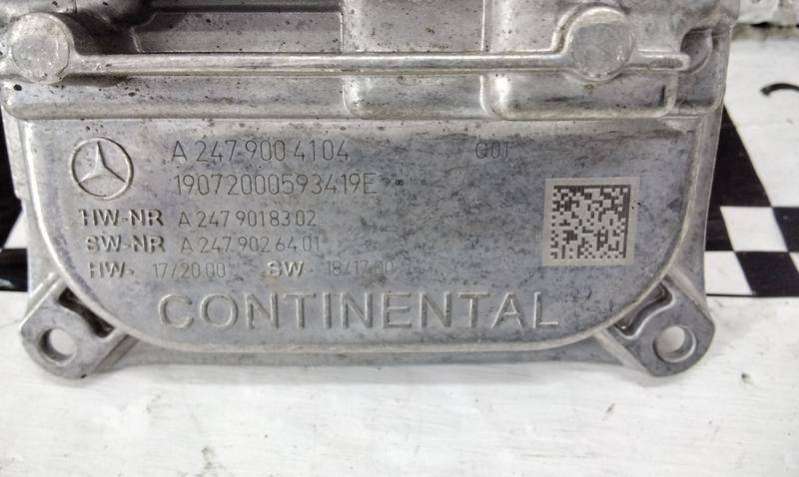 A 247 900 4104 Q01
19072000593419E
HW-NR A 247 901 83 02
SW-NR A 247 902 64 01
HW- 17/20 00 SW- 18/17 00
CONTINENTAL